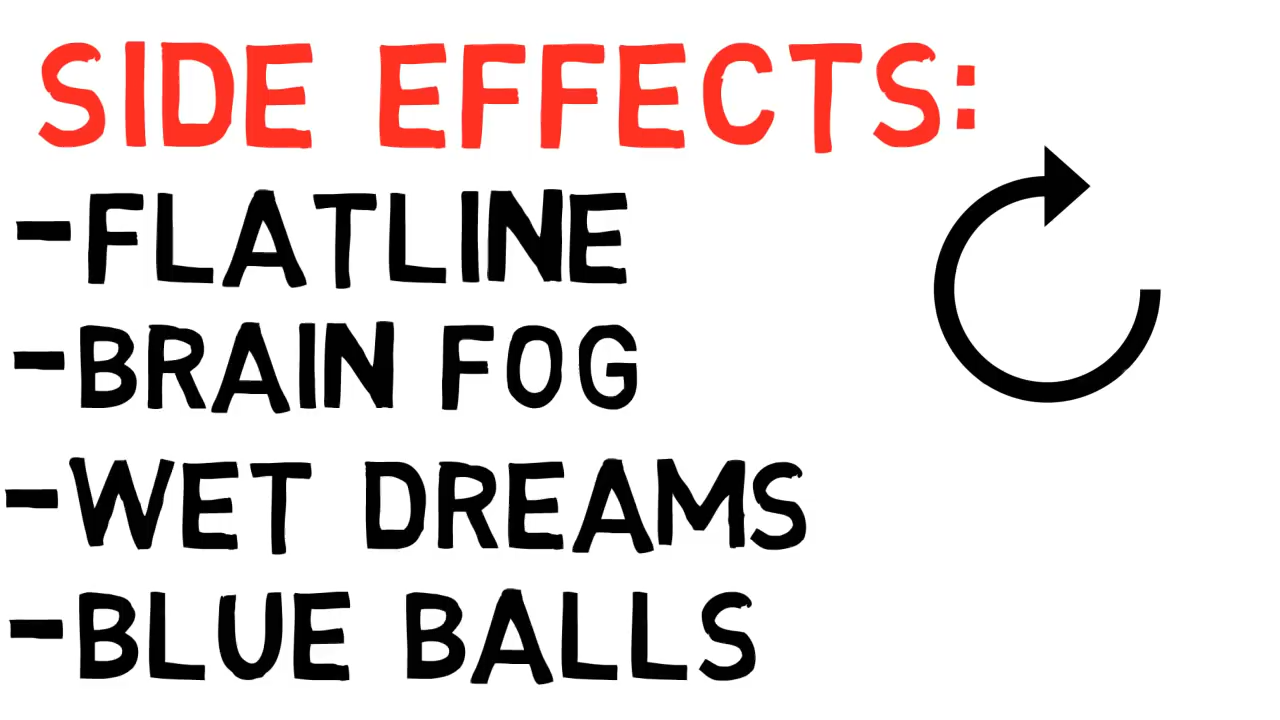 SIDE EFFECTS:
-FLATLINE
-BRAIN FOG
-WET DREAMS
-BLUE BALLS